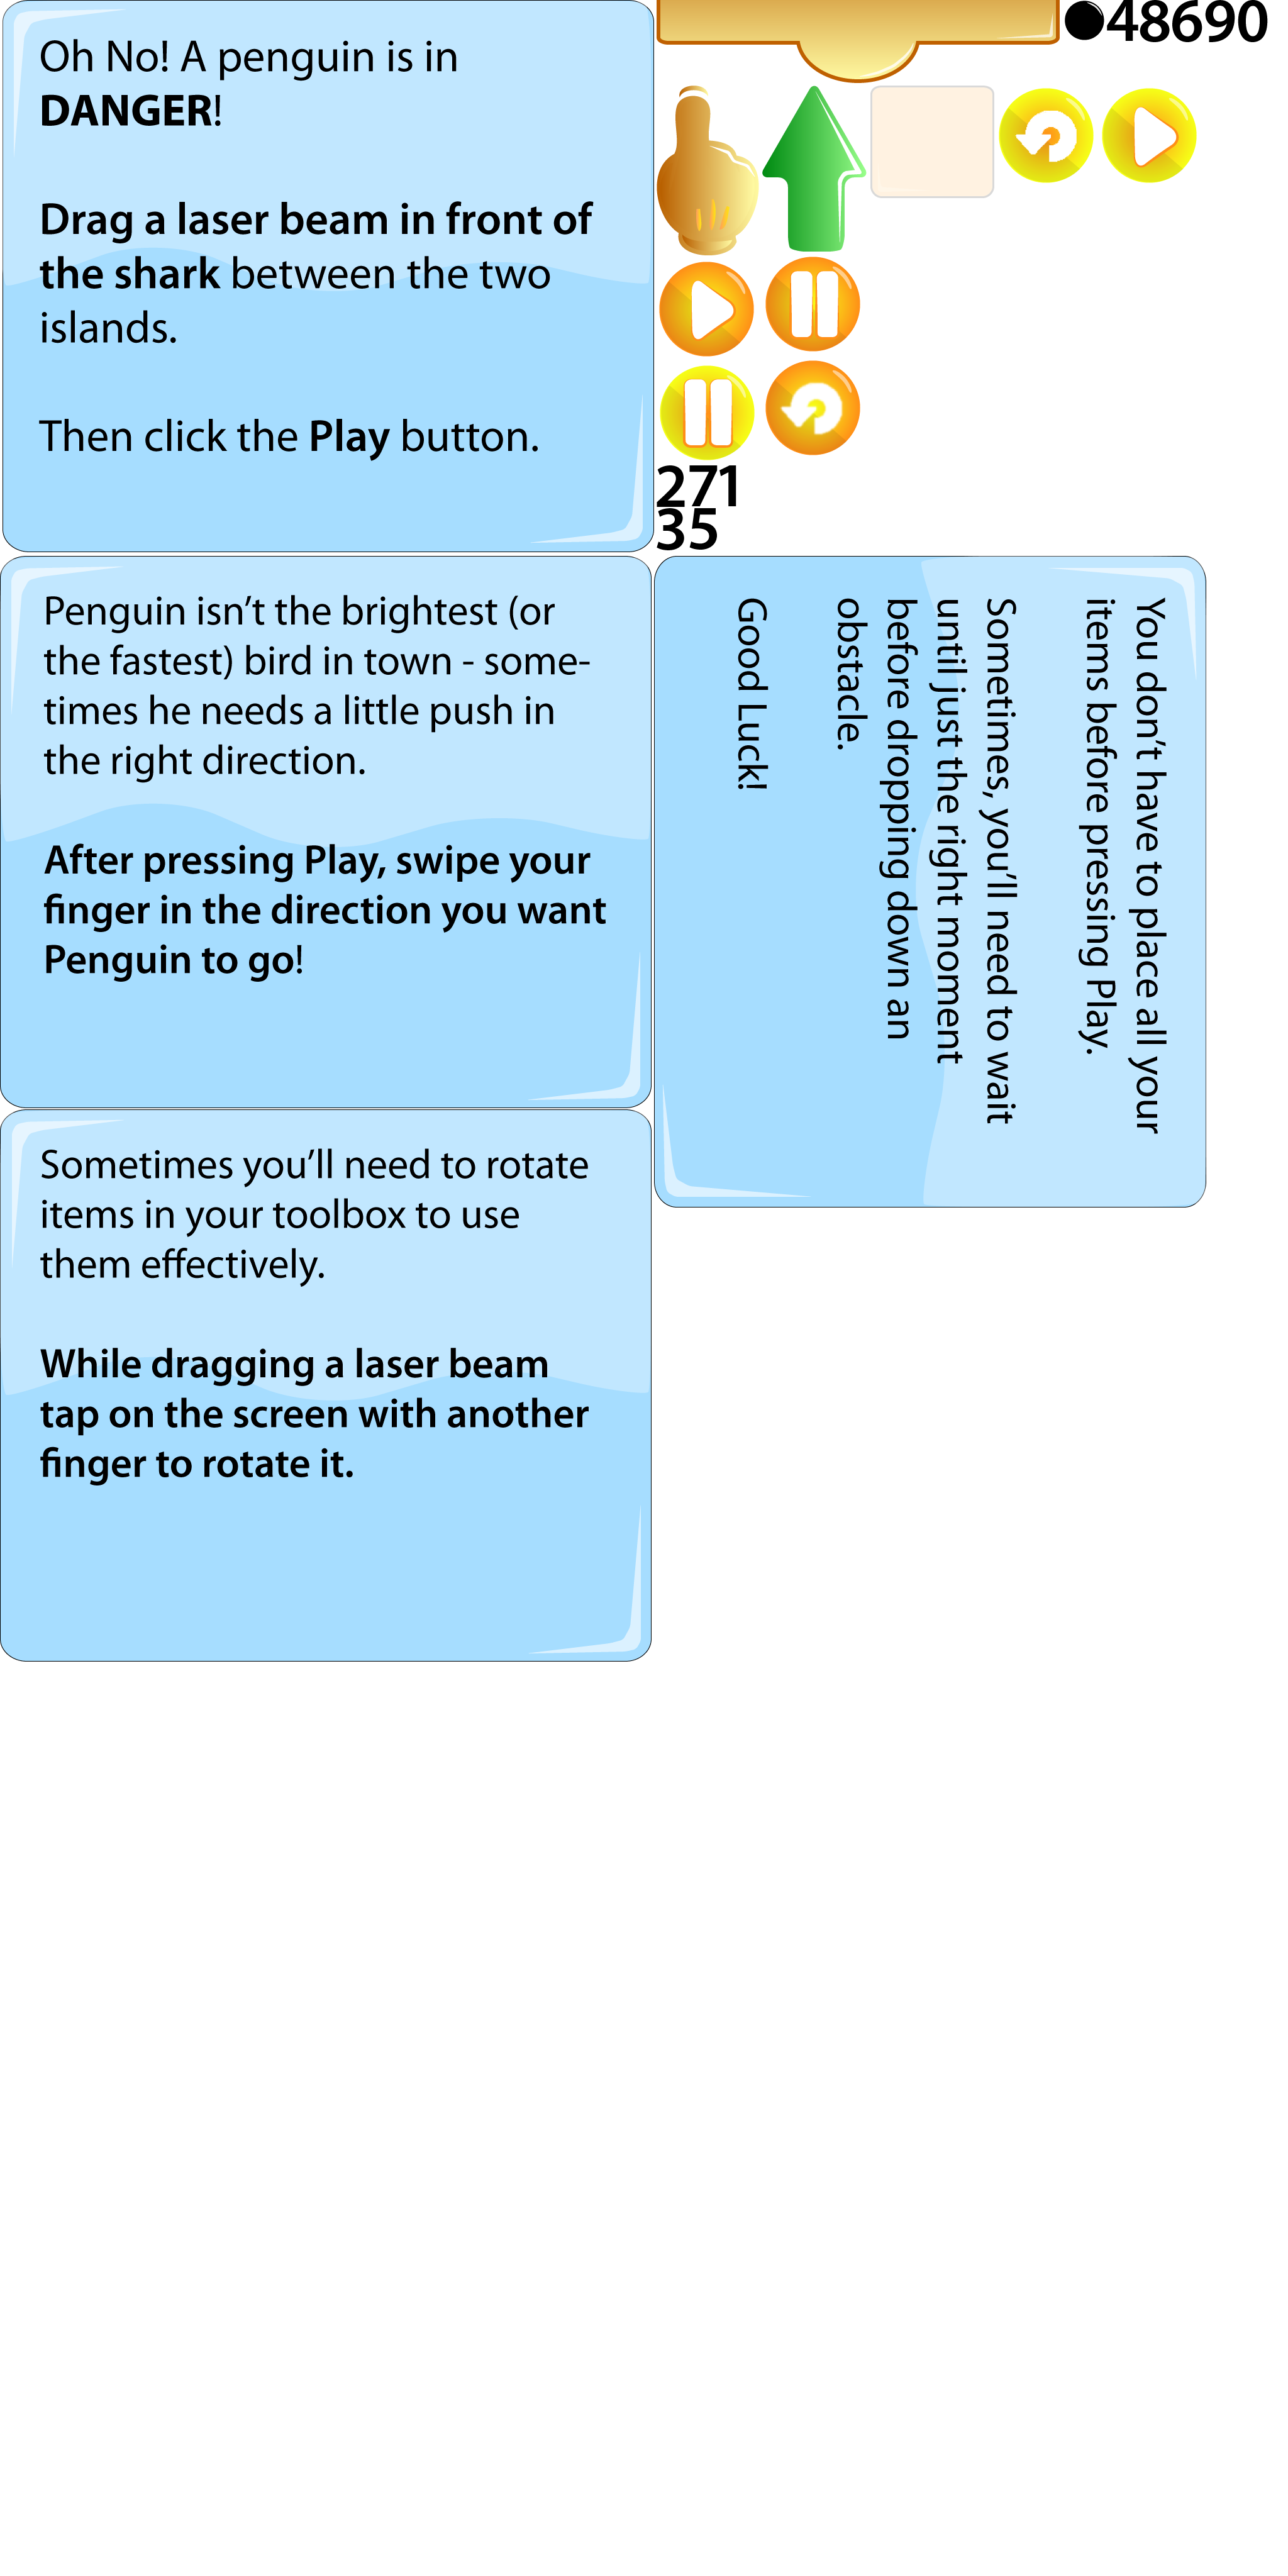 Oh No! A penguin is in
DANGER!
Drag a laser beam in front of
the shark between the two
islands.
Then click the Play button.
48690
271
35
Penguin isn’t the brightest (or
the fastest) bird in town - some-
times he needs a little push in
the right direction.
After pressing Play, swipe your
finger in the direction you want
Penguin to go!
You don’t have to place all your
items before pressing Play.
Sometimes, you’ll need to wait
until just the right moment
before dropping down an
obstacle.
Good Luck!
Sometimes you’ll need to rotate
items in your toolbox to use
them effectively.
While dragging a laser beam
tap on the screen with another
finger to rotate it.